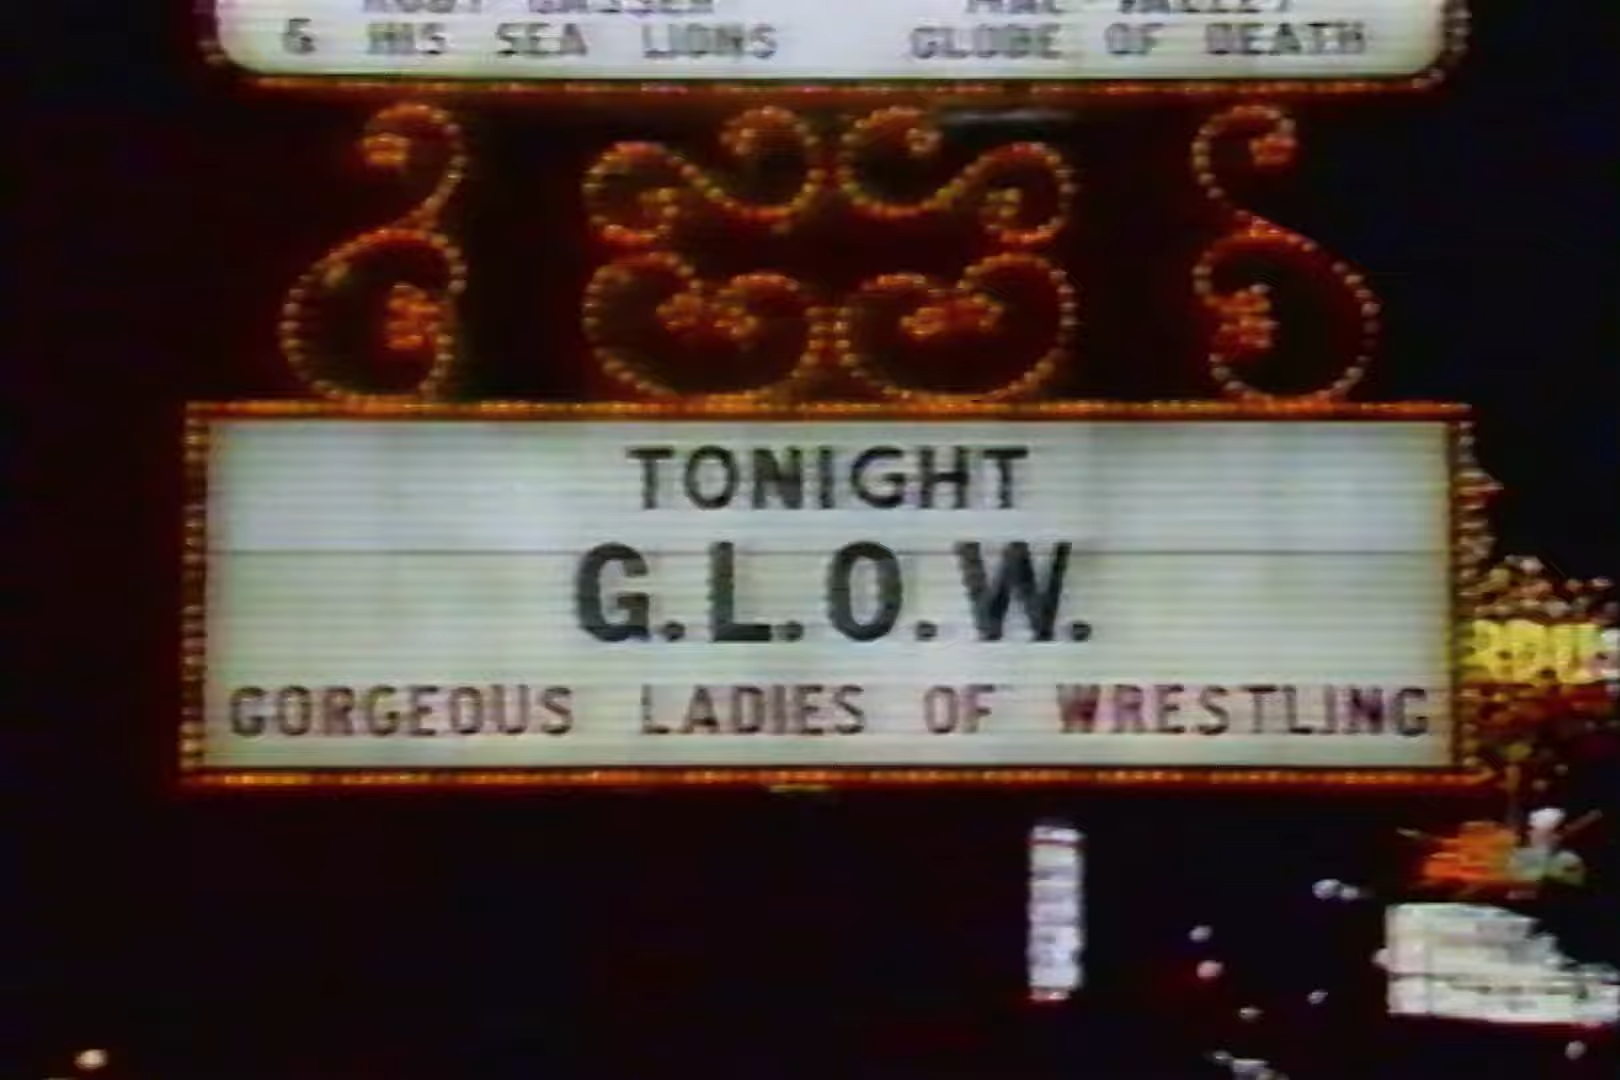 & HIS SEA LIONS
GLOBE OF DEATH
TONIGHT
G.L.O.W.
GORGEOUS LADIES OF WRESTLING